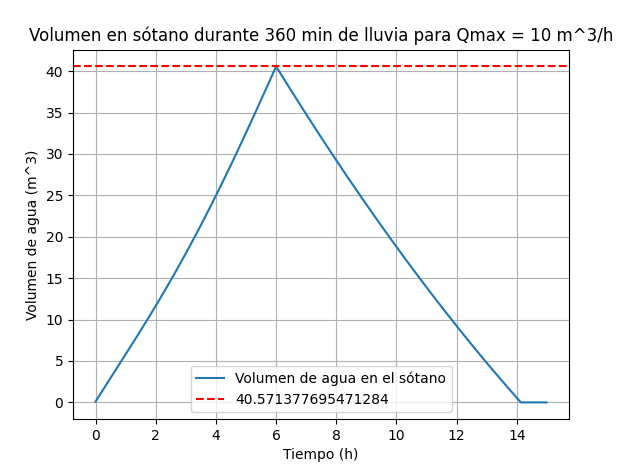 Volumen en sótano durante 360 min de lluvia para Qmax = 10 m^3/h
Volumen de agua (m^3)
40
35
30
25
20
15
10
5
0
Volumen de agua en el sótano
40.571377695471284
0 2 4 6 8 10 12 14
Tiempo (h)